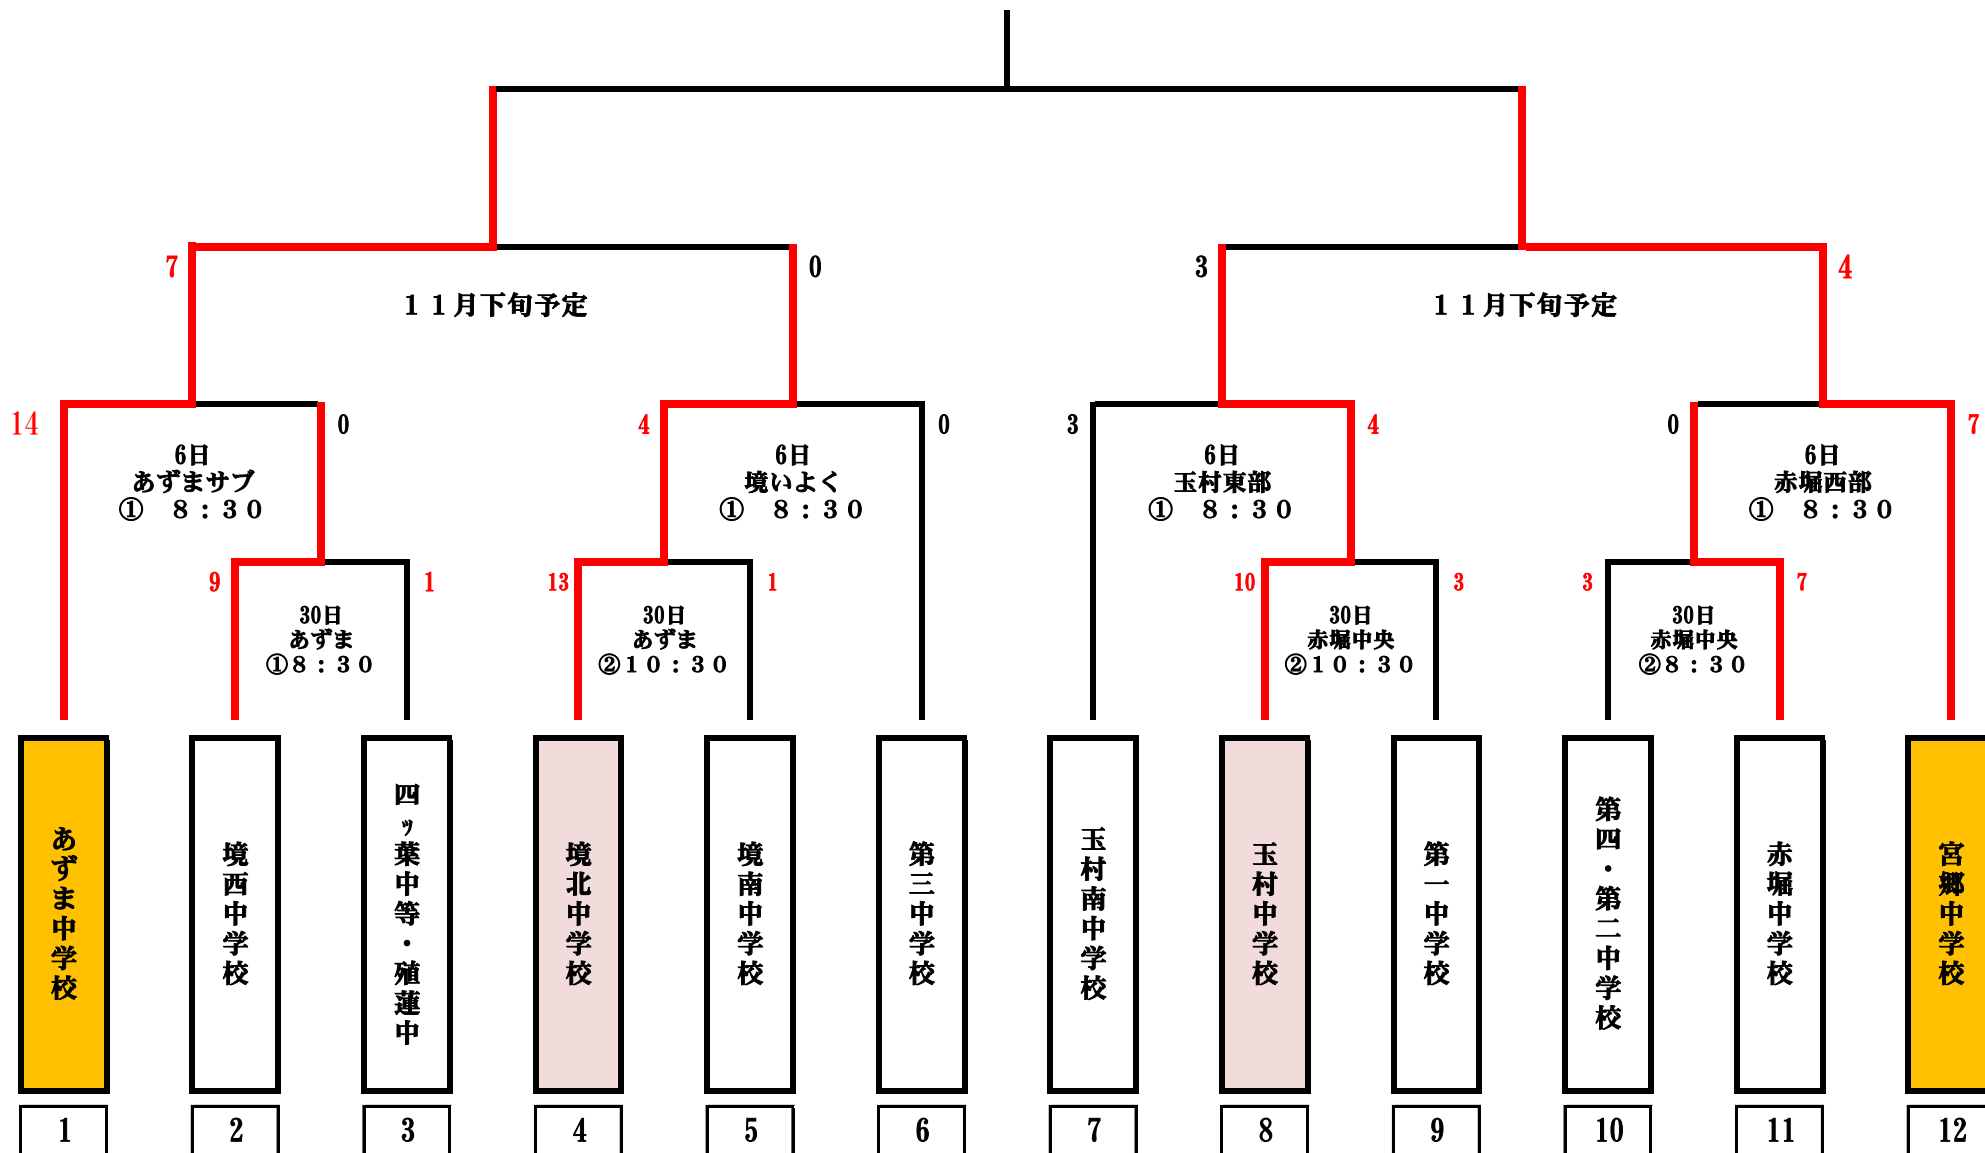 7
0
3
4
11月下旬予定
11月下旬予定
14
0
4
0
3
4
0
7
6日
あずまサブ
① 8:30
6日
境いよく
① 8:30
6日
玉村東部
① 8:30
6日
赤堀西部
① 8:30
9
1
13
1
10
3
3
7
30日
あずま
①8:30
30日
あずま
②10:30
30日
赤堀中央
②10:30
30日
赤堀中央
②8:30
あずま中学校
境西中学校
四ッ葉中等・殖蓮中
境北中学校
境南中学校
第三中学校
玉村南中学校
玉村中学校
第一中学校
第四・第二中学校
赤堀中学校
宮郷中学校
1
2
3
4
5
6
7
8
9
10
11
12